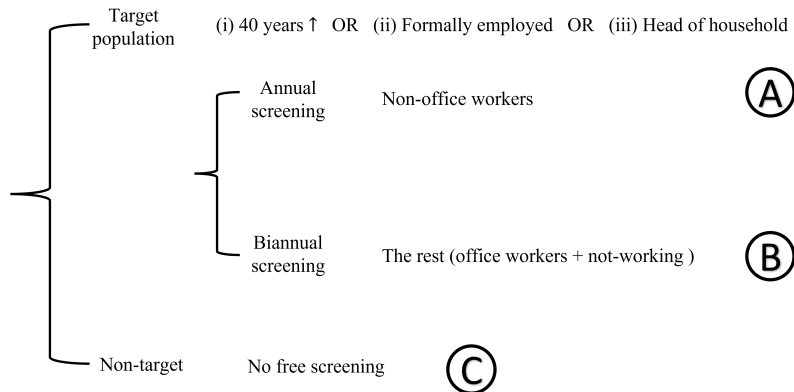 Target
population
(i) 40 years ↑ OR (ii) Formally employed OR (iii) Head of household
Annual
screening
Non-office workers
A
Biannual
screening
The rest (office workers + not-working )
B
Non-target
No free screening
C